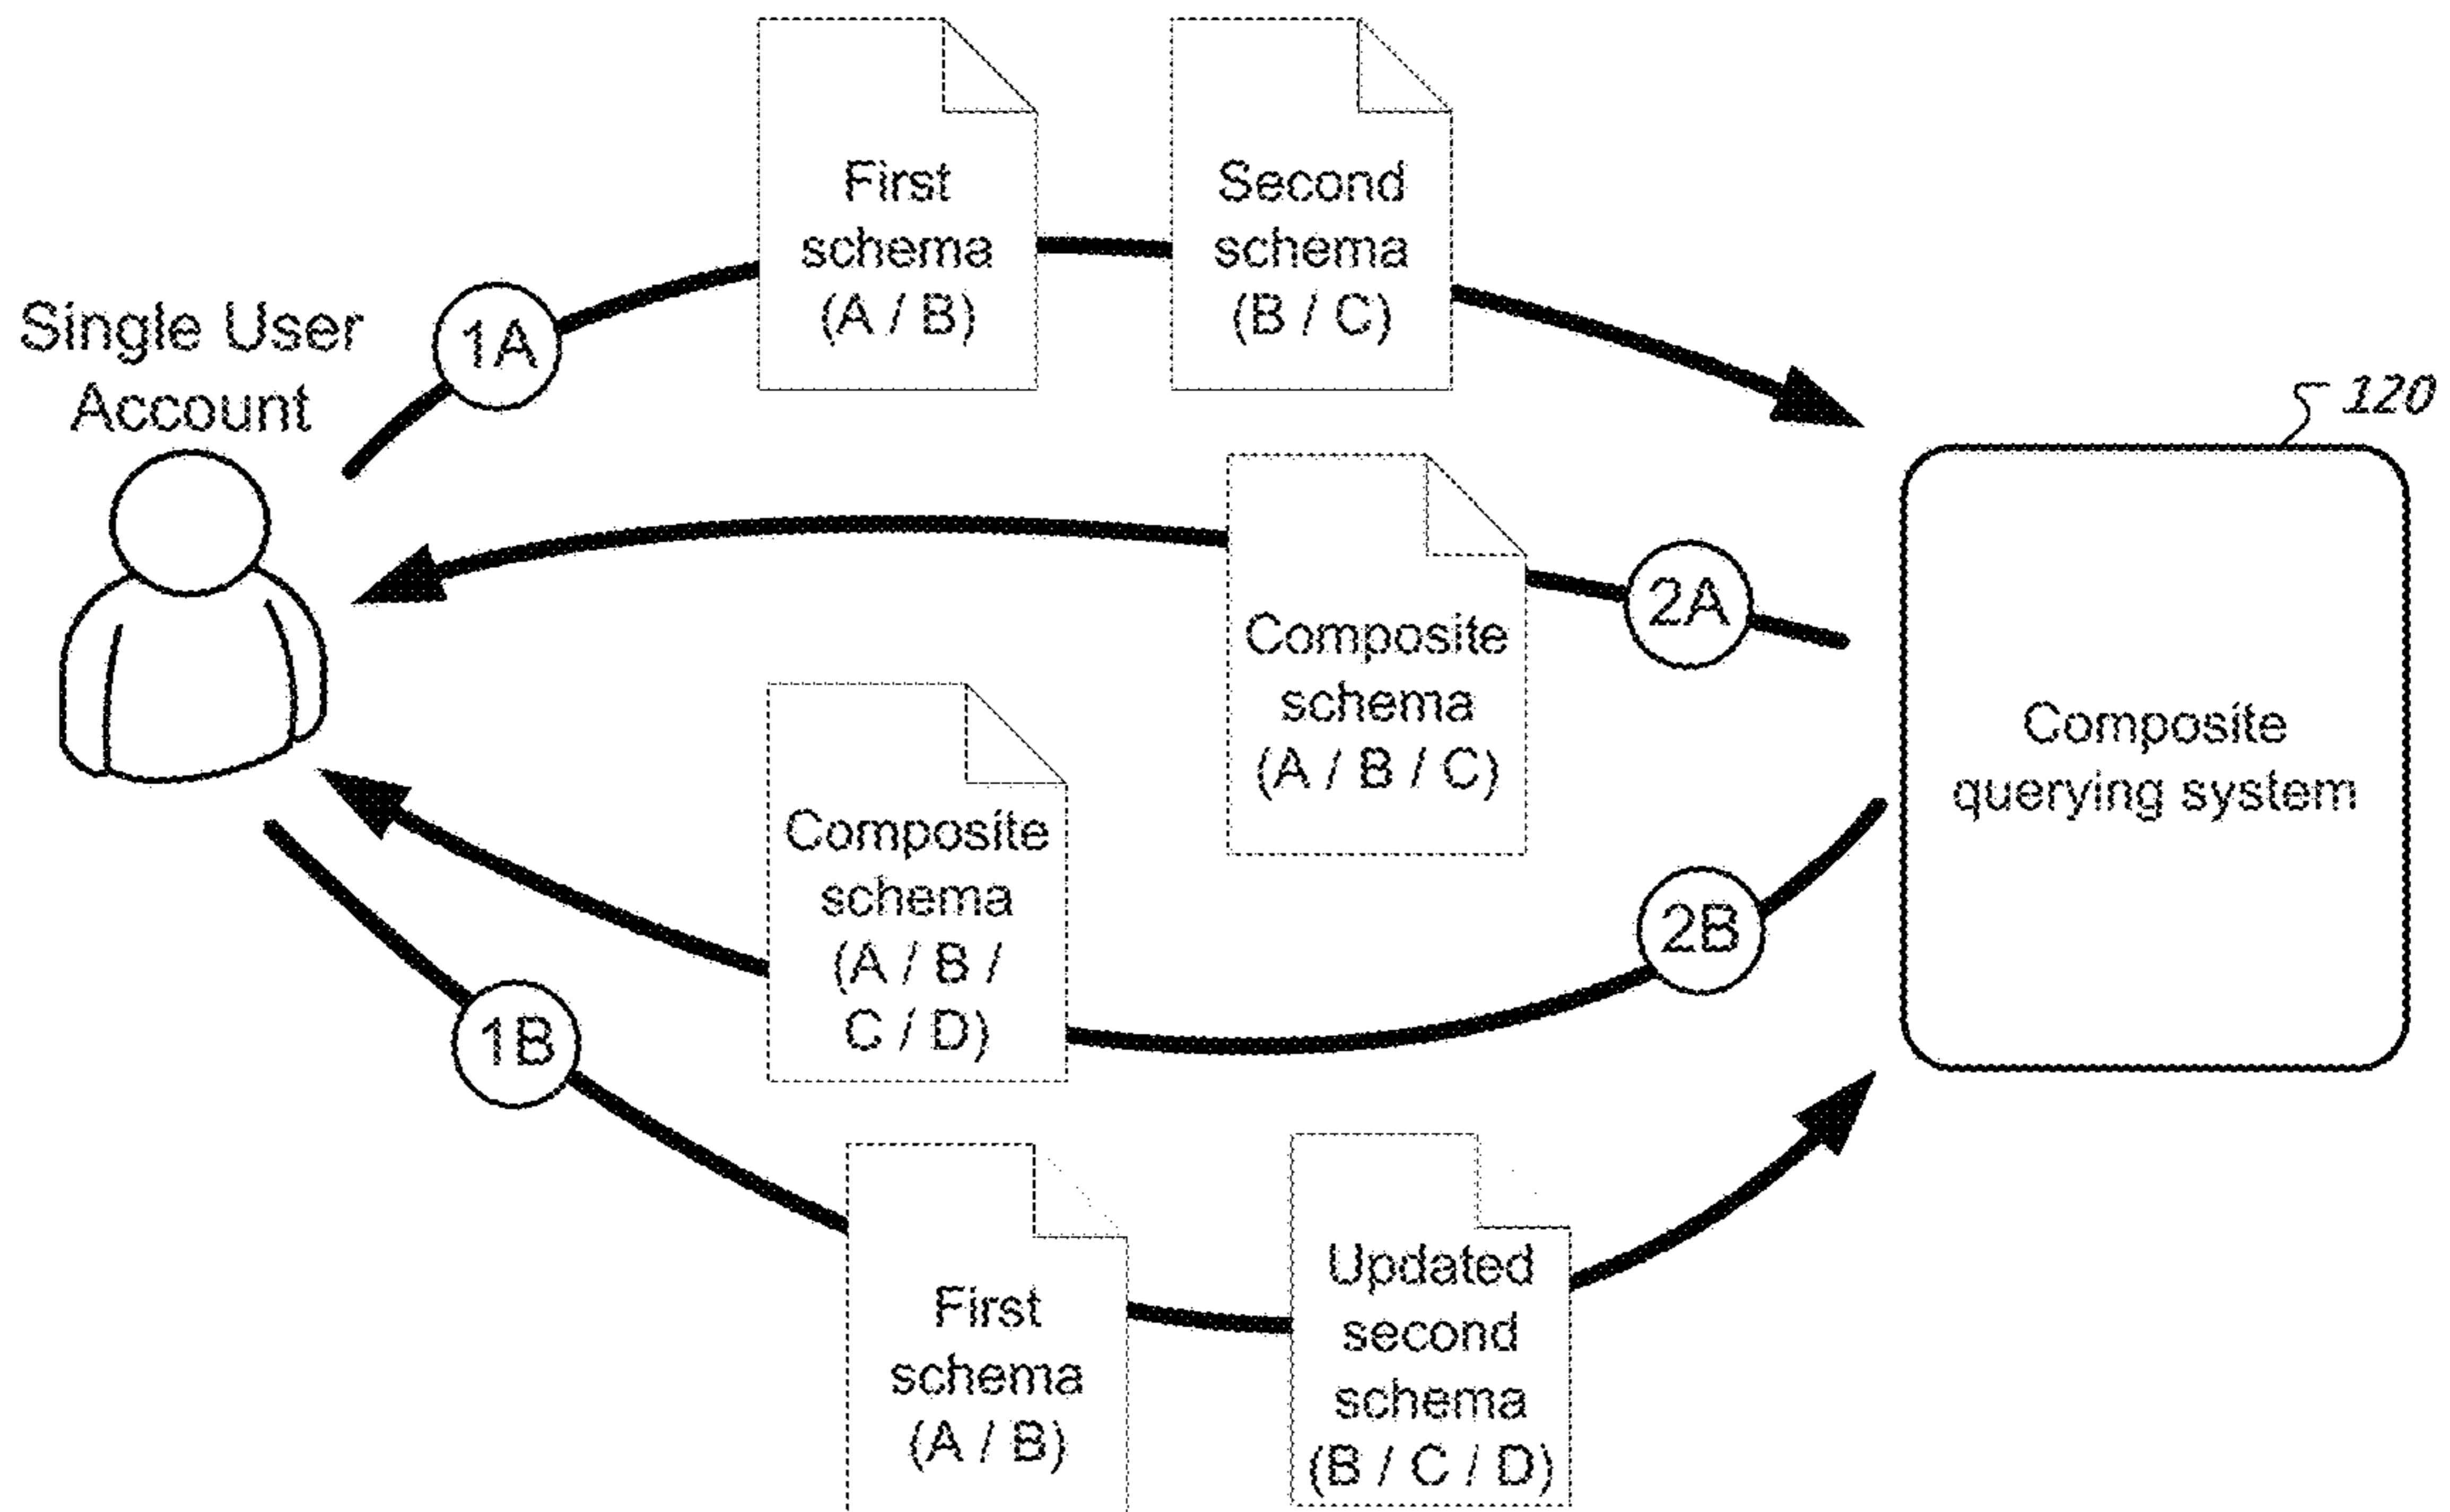 First
schema
(A / B)
Second
schema
(B / C)
Single User
Account
1A
120
2A
Composite
schema
(A / B / C)
Composite
querying system
Composite
schema
(A / B /
C / D)
2B
1B
First
schema
(A / B)
Updated
second
schema
(B / C / D)